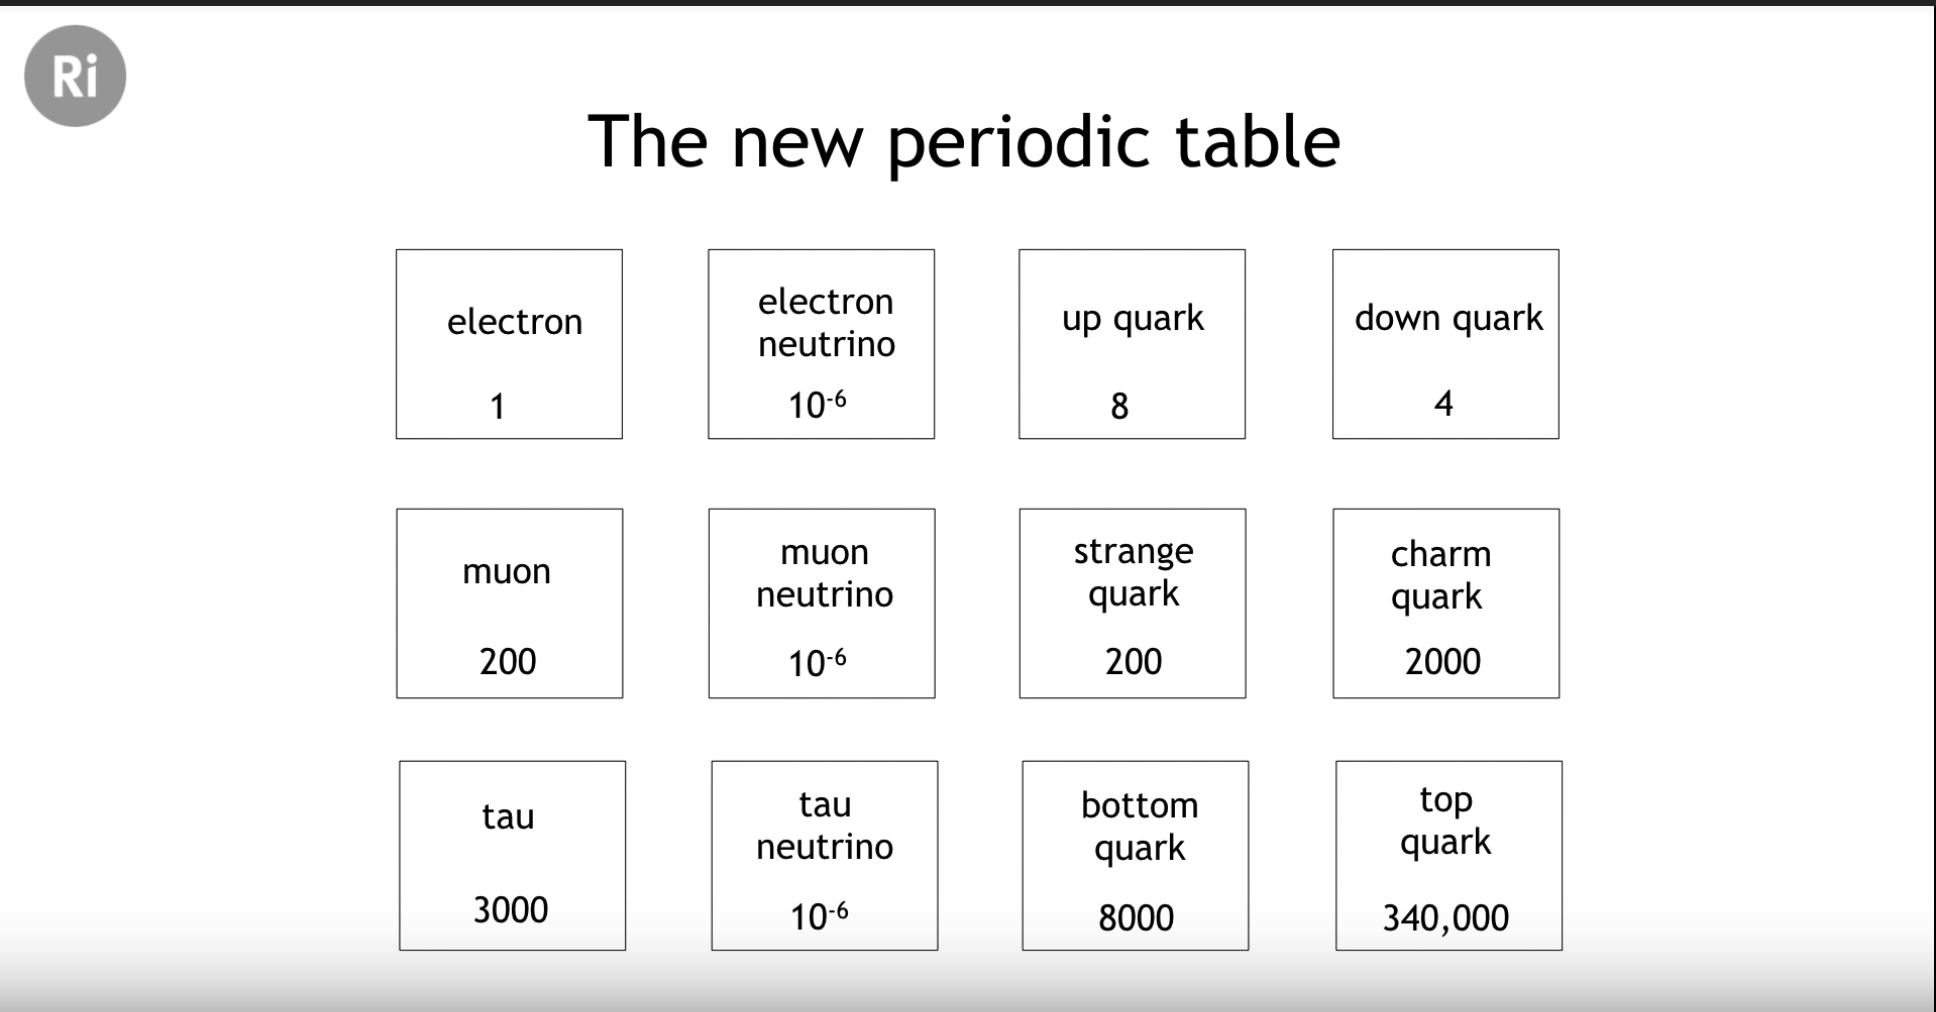 Ri
The new periodic table
electron
1
electron
neutrino
10⁻⁶
up quark
8
down quark
4
muon
200
muon
neutrino
10⁻⁶
strange
quark
200
charm
quark
2000
tau
3000
tau
neutrino
10⁻⁶
bottom
quark
8000
top
quark
340,000